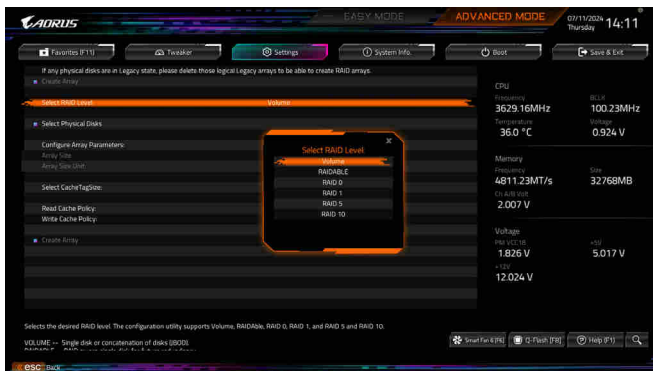 AORUS
EASY MODE
ADVANCED MODE
07/11/2024 Thursday 14:11
Favorites (F11)
Tweaker
Settings
System Info.
Boot
Save & Exit
If any physical disks are in Legacy state, please delete those logical Legacy arrays to be able to create RAID arrays.
Create Array
Select RAID Level Volume
Select Physical Disks
Configure Array Parameters:
Array Size
Array Size Unit
Select CacheTagSize:
Read Cache Policy:
Write Cache Policy:
Create Array
x
Select RAID Level
Volume
RAIDABLE
RAID 0
RAID 1
RAID 5
RAID 10
CPU
Frequency BCLK
3629.16MHz 100.23MHz
Temperature Voltage
36.0 °C 0.924 V
Memory
Frequency Size
4811.23MT/s 32768MB
Ch A/B Volt
2.007 V
Voltage
PM VCC18 +5V
1.826 V 5.017 V
+12V
12.024 V
Selects the desired RAID level. The configuration utility supports Volume, RAIDAble, RAID 0, RAID 1, and RAID 5 and RAID 10.
VOLUME -- Single disk or concatenation of disks (JBOD).
Smart Fan 6 (F6)
Q-Flash (F8)
Help (F1)
esc Back